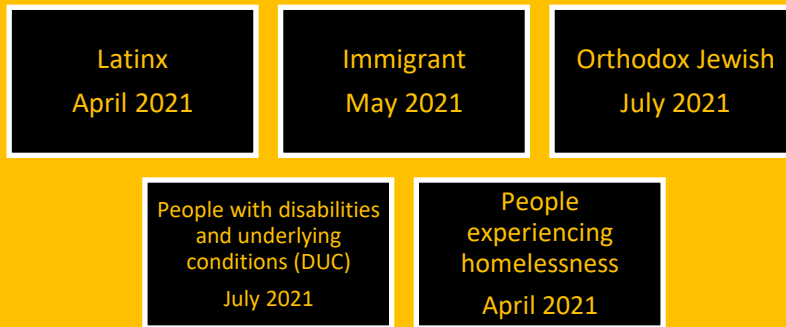 Latinx
April 2021
Immigrant
May 2021
Orthodox Jewish
July 2021
People with disabilities
and underlying
conditions (DUC)
July 2021
People
experiencing
homelessness
April 2021